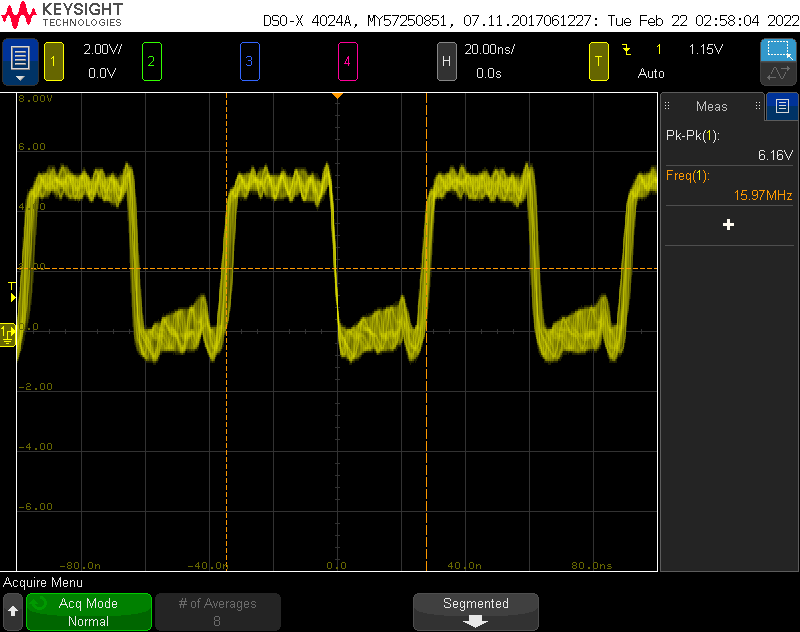 KEYSIGHT
TECHNOLOGIES
DSO-X 4024A, MY57250851, 07.11.2017061227: Tue Feb 22 02:58:04 2022
1 2.00V/ 0.0V
2
3
4
H 20.00ns/ 0.0s
T 1 1.15V
Auto
8.00V
6.00
4.00
2.00
0.0
-2.00
-4.00
-6.00
T
1
-80.0n -40.0n 0.0 40.0n 80.0ns
Meas
Pk-Pk(1):
6.16V
Freq(1):
15.97MHz
+
Acquire Menu
Acq Mode
Normal
# of Averages
8
Segmented